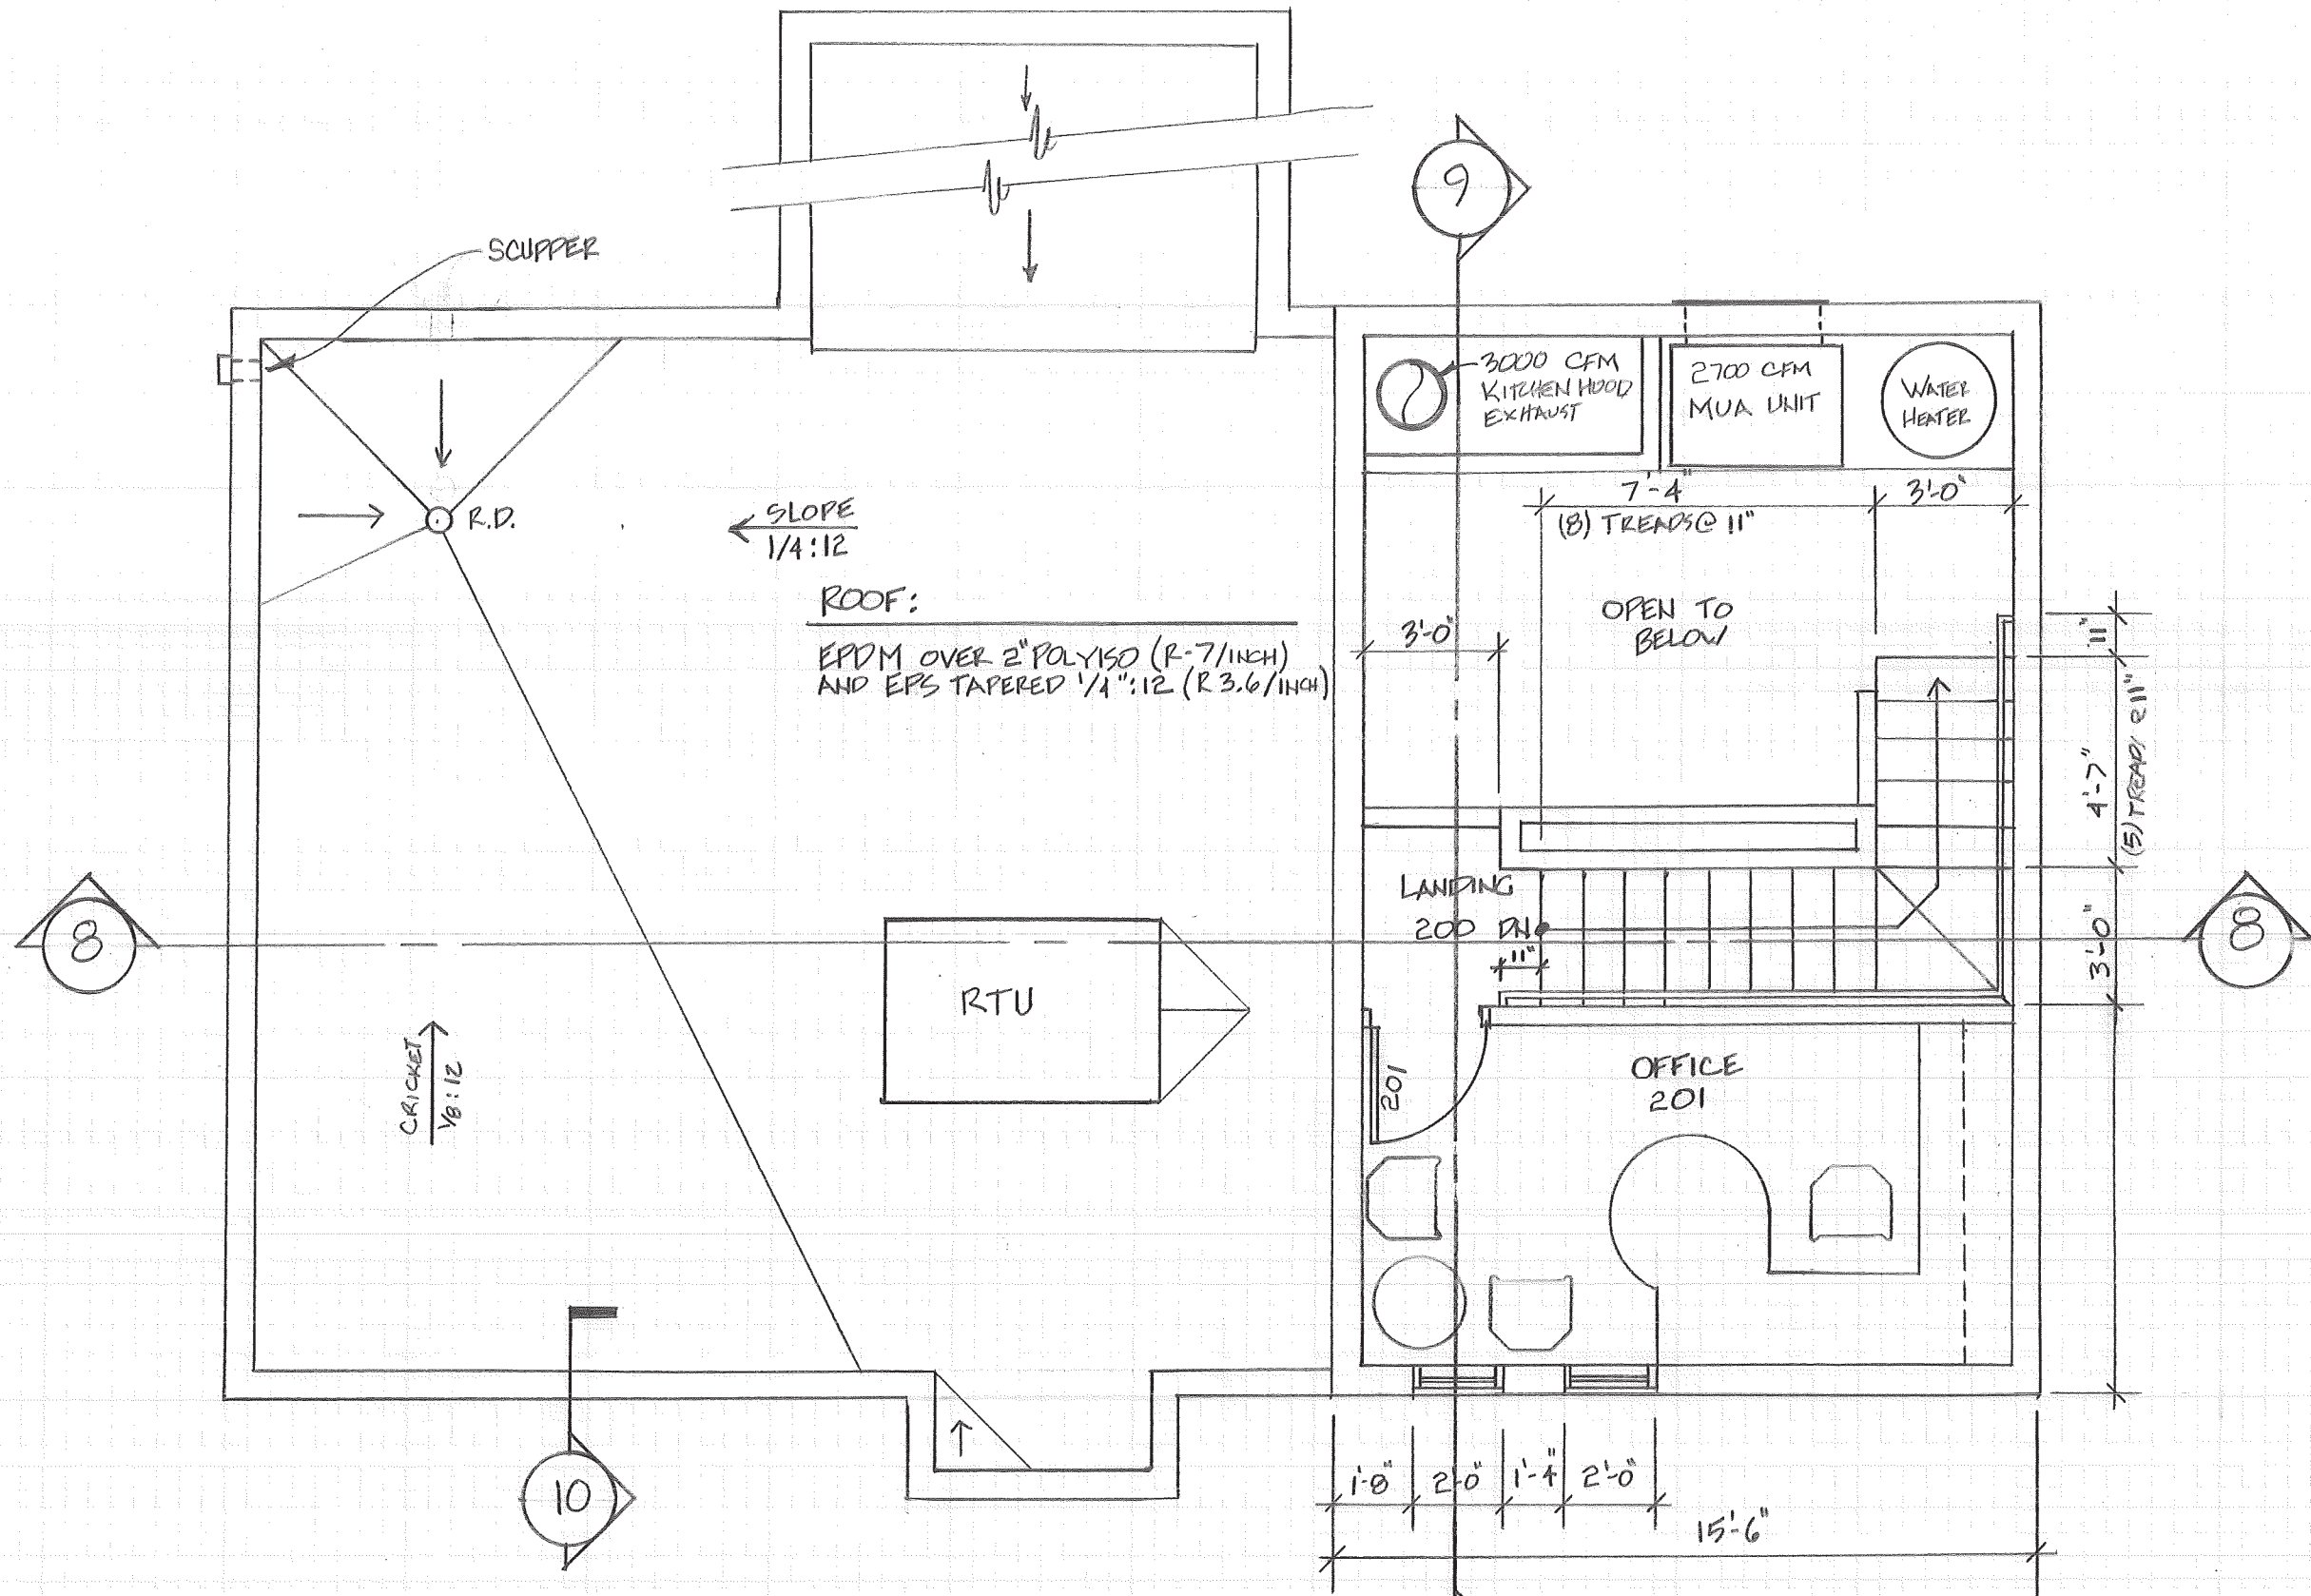 SCUPPER
9
3000 CFM
KITCHEN HOOD
EXHAUST
2700 CFM
MUA UNIT
WATER
HEATER
7'-4"
3'-0"
(8) TREADS@ 11"
R.D.
SLOPE
1/4:12
ROOF:
EPDM OVER 2" POLYISO (R-7/INCH)
AND EPS TAPERED 1/4":12 (R 3.6/INCH)
3'-0"
OPEN TO
BELOW
11"
4'-7"
(5) TREADS @ 11"
3'-0"
LANDING
200 DN
11"
8
8
RTU
CRICKET
1/8:12
201
OFFICE
201
10
1'-8"
2'-0"
1'-4"
2'-0"
15'-6"